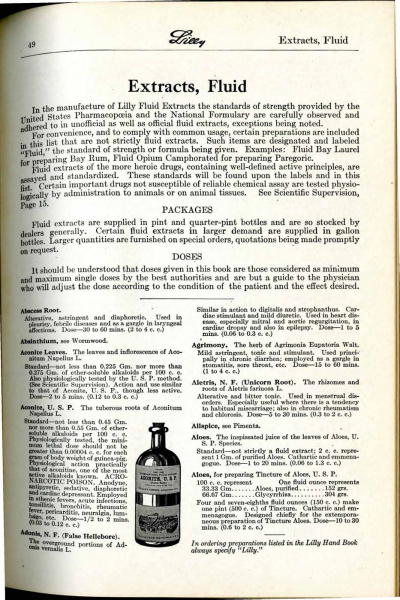 49
Lilly
Extracts, Fluid
Extracts, Fluid
In the manufacture of Lilly Fluid Extracts the standards of strength provided by the
United States Pharmacopœia and the National Formulary are carefully observed and
adhered to in unofficial as well as official fluid extracts, exceptions being noted.
For convenience, and to comply with common usage, certain preparations are included
in this list that are not strictly fluid extracts. Such items are designated and labeled
"Fluid," the standard of strength or formula being given. Examples: Fluid Bay Laurel
for preparing Bay Rum, Fluid Opium Camphorated for preparing Paregoric.
Fluid extracts of the more heroic drugs, containing well-defined active principles, are
assayed and standardized. These standards will be found upon the labels and in this
list. Certain important drugs not susceptible of reliable chemical assay are tested physio-
logically by administration to animals or on animal tissues. See Scientific Supervision,
Page 15.
PACKAGES
Fluid extracts are supplied in pint and quarter-pint bottles and are so stocked by
dealers generally. Certain fluid extracts in larger demand are supplied in gallon
bottles. Larger quantities are furnished on special orders, quotations being made promptly
on request.
DOSES
It should be understood that doses given in this book are those considered as minimum
and maximum single doses by the best authorities and are but a guide to the physician
who will adjust the dose according to the condition of the patient and the effect desired.
Abscess Root.
Alterative, astringent and diaphoretic. Used in
pleurisy, febrile diseases and as a gargle in laryngeal
affections. Dose—30 to 60 mins. (2 to 4 c. c.)
Absinthium, see Wormwood.
Aconite Leaves. The leaves and inflorescence of Aco-
nitum Napellus L.
Standard—not less than 0.225 Gm. nor more than
0.275 Gm. of ether-soluble alkaloids per 100 c. c.
Also physiologically tested by the U. S. P. method.
(See Scientific Supervision). Action and use similar
to that of Aconite, U. S. P., though less active.
Dose—2 to 5 mins. (0.12 to 0.3 c. c.)
Aconite, U. S. P. The tuberous roots of Aconitum
Napellus L.
Standard—not less than 0.45 Gm.
nor more than 0.55 Gm. of ether-
soluble alkaloids per 100 c. c.
Physiologically tested, the mini-
mum lethal dose should not be
greater than 0.00004 c. c. for each
gram of body weight of guinea-pig.
Physiological action practically
that of aconitine, one of the most
active alkaloids known. ACRO-
NARCOTIC POISON. Anodyne,
antipyretic, sedative, diaphoretic
and cardiac depressant. Employed
in sthenic fevers, acute infections,
tonsillitis, bronchitis, rheumatic
fever, pericarditis, neuralgia, lum-
bago, etc. Dose—1/2 to 2 mins.
(0.03 to 0.12 c. c.)
Adonis, N. F. (False Hellebore).
The overground portions of Ad-
onis vernalis L.
ACONITE, U.S.P.
Similar in action to digitalis and strophanthus. Car-
diac stimulant and mild diuretic. Used in heart dis-
ease, especially mitral and aortic regurgitation, in
cardiac dropsy and also in epilepsy. Dose—1 to 5
mins. (0.06 to 0.3 c. c.)
Agrimony. The herb of Agrimonia Eupatoria Walt.
Mild astringent, tonic and stimulant. Used princi-
pally in chronic diarrhea; employed as a gargle in
stomatitis, sore throat, etc. Dose—15 to 60 mins.
(1 to 4 c. c.)
Aletris, N. F. (Unicorn Root). The rhizomes and
roots of Aletris farinosa L.
Alterative and bitter tonic. Used in menstrual dis-
orders. Especially useful where there is a tendency
to habitual miscarriage; also in chronic rheumatism
and chlorosis. Dose—5 to 30 mins. (0.3 to 2 c. c.)
Allspice, see Pimenta.
Aloes. The inspissated juice of the leaves of Aloes, U.
S. P. Species.
Standard—not strictly a fluid extract; 2 c. c. repre-
sent 1 Gm. of purified Aloes. Cathartic and emmena-
gogue. Dose—1 to 20 mins. (0.06 to 1.3 c. c.)
Aloes, for preparing Tincture of Aloes, U. S. P.
100 c. c. represent One fluid ounce represents
33.33 Gm.......Aloes, purified........152 grs.
66.67 Gm.......Glycyrrhiza..........304 grs.
Four and seven-eighths fluid ounces (150 c. c.) make
one pint (500 c. c.) of Tincture. Cathartic and em-
menagogue. Designed chiefly for the extempora-
neous preparation of Tincture Aloes. Dose—10 to 30
mins. (0.6 to 2 c. c.)
In ordering preparations listed in the Lilly Hand Book
always specify "Lilly."